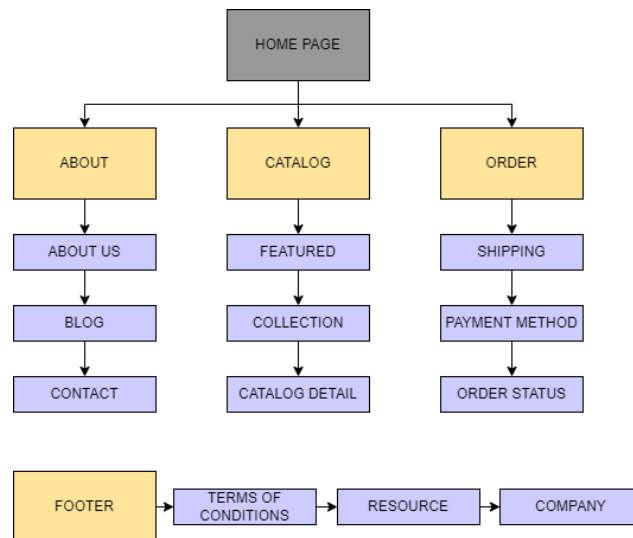 HOME PAGE
ABOUT
CATALOG
ORDER
ABOUT US
FEATURED
SHIPPING
BLOG
COLLECTION
PAYMENT METHOD
CONTACT
CATALOG DETAIL
ORDER STATUS
FOOTER
TERMS OF
CONDITIONS
RESOURCE
COMPANY